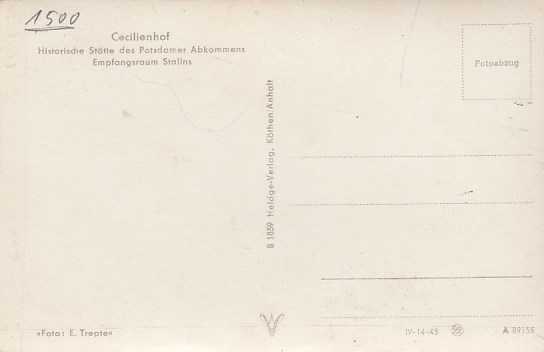 1500
Cecilienhof
Historische Stätte des Potsdamer Abkommens
Empfangsraum Stalins
Fotoabzug
B 1859 Heldge-Verlag, Köthen/Anhalt
»Foto: E. Trepte«
IV-14-45
A 89/55